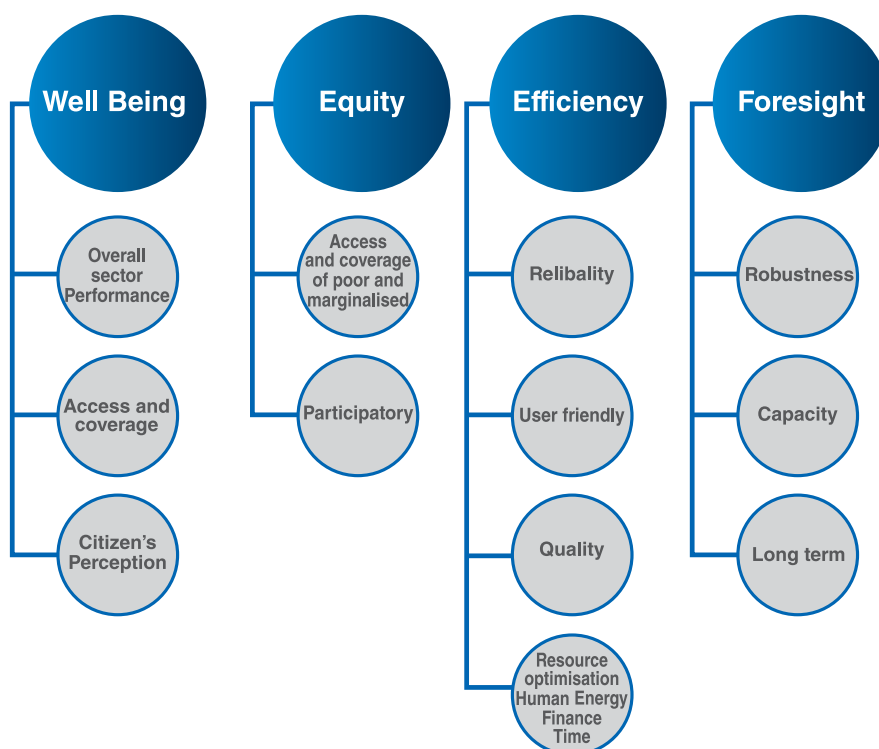 Well Being
Overall
sector
Performance
Access and
coverage
Citizen's
Perception
Equity
Access
and coverage
of poor and
marginalised
Participatory
Efficiency
Relibality
User friendly
Quality
Resource
optimisation
Human Energy
Finance
Time
Foresight
Robustness
Capacity
Long term